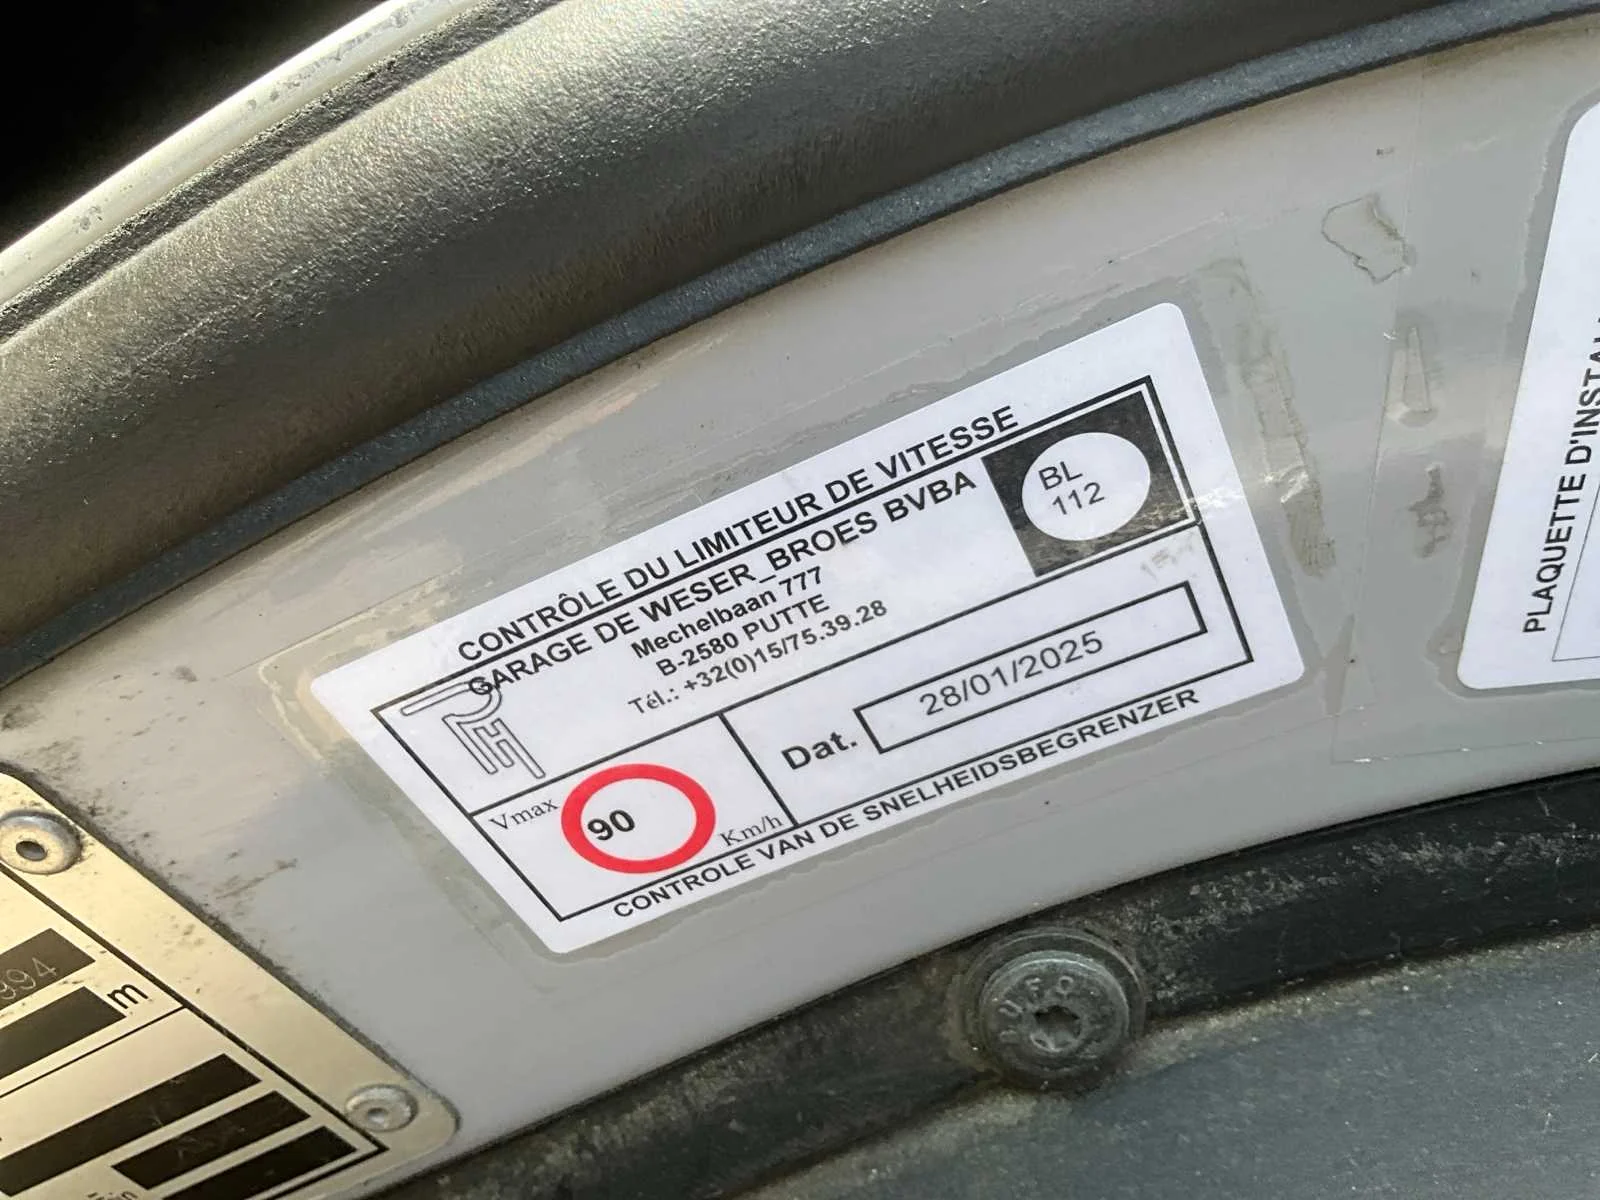 CONTRÔLE DU LIMITEUR DE VITESSE
GARAGE DE WESER_BROES BVBA
Mechelbaan 777
B-2580 PUTTE
Tél.: +32(0)15/75.39.28
BL
112
Vmax 90 Km/h
Dat. 28/01/2025
CONTROLE VAN DE SNELHEIDSBEGRENZER
PLAQUETTE D'INSTAL
994
m